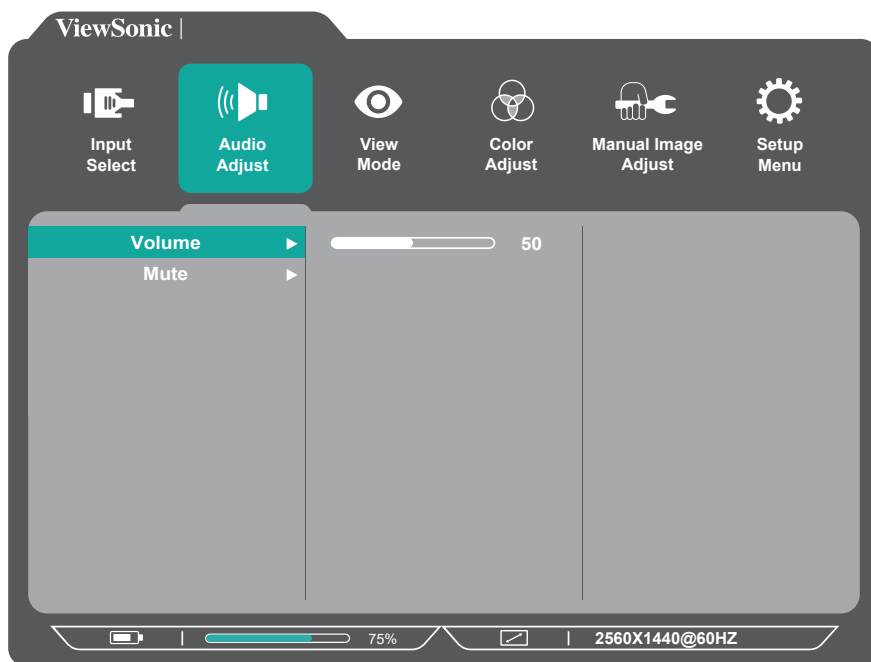 ViewSonic |
Input Select
Audio Adjust
View Mode
Color Adjust
Manual Image Adjust
Setup Menu
Volume 50
Mute
75%
2560X1440@60HZ